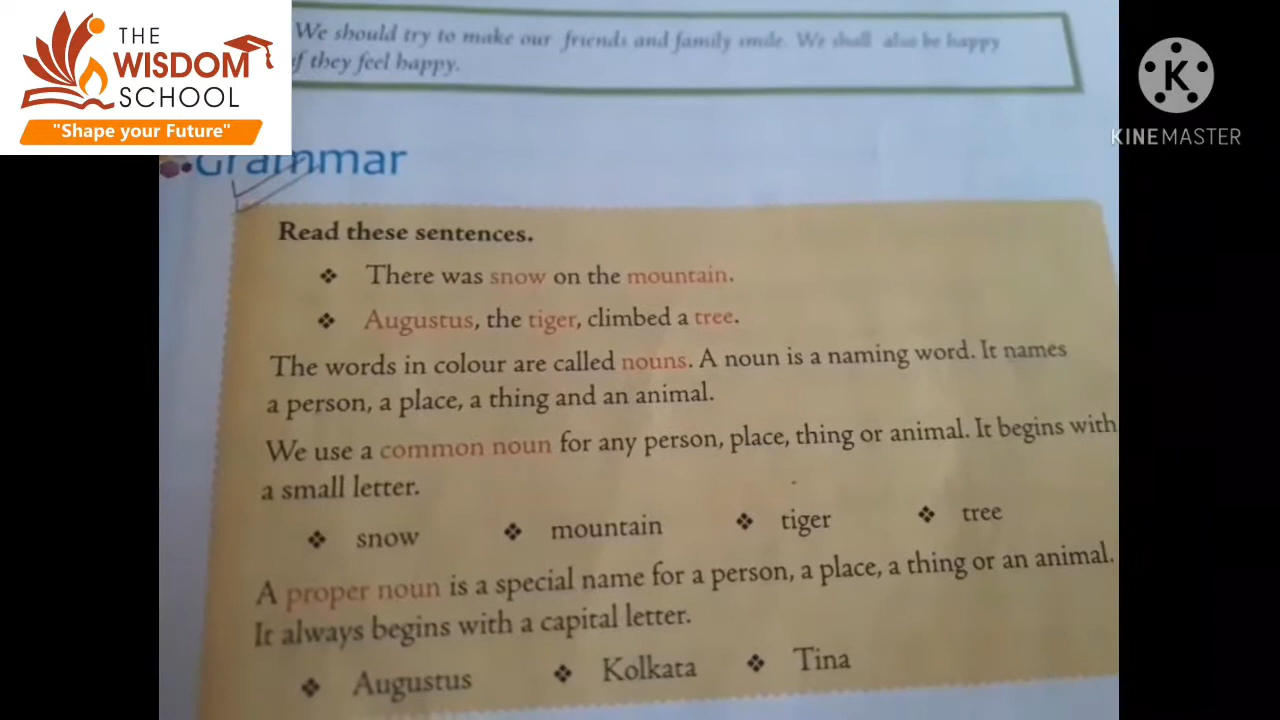 THE
WISDOM
SCHOOL
"Shape your Future"
KINEMASTER
We should try to make our friends and family smile. We shall also be happy
if they feel happy.
Grammar
Read these sentences.
❖ There was snow on the mountain.
❖ Augustus, the tiger, climbed a tree.
The words in colour are called nouns. A noun is a naming word. It names
a person, a place, a thing and an animal.
We use a common noun for any person, place, thing or animal. It begins with
a small letter.
❖ snow ❖ mountain ❖ tiger ❖ tree
A proper noun is a special name for a person, a place, a thing or an animal.
It always begins with a capital letter.
❖ Augustus ❖ Kolkata ❖ Tina